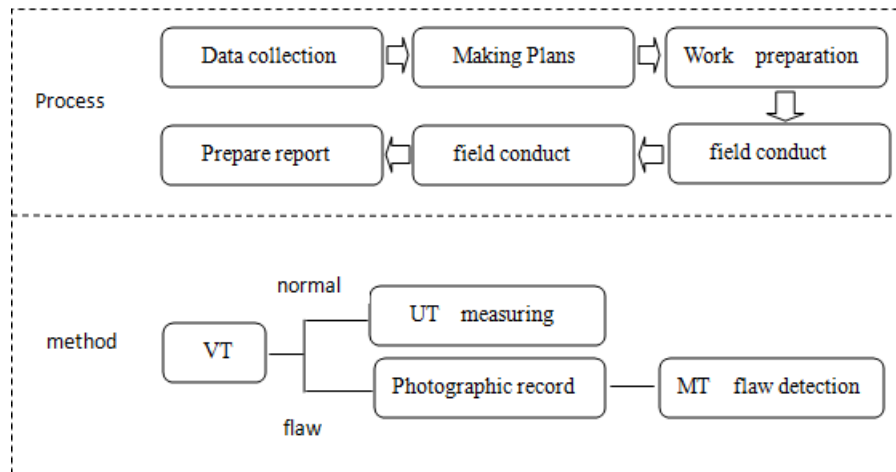 Data collection
Making Plans
Work preparation
Process
Prepare report
field conduct
field conduct
normal
UT measuring
method
VT
Photographic record
MT flaw detection
flaw